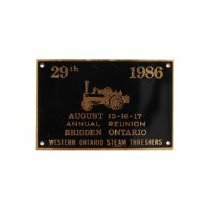 29th 1986
AUGUST 15-16-17
ANNUAL REUNION
BRIGDEN ONTARIO
WESTERN ONTARIO STEAM THRESHERS